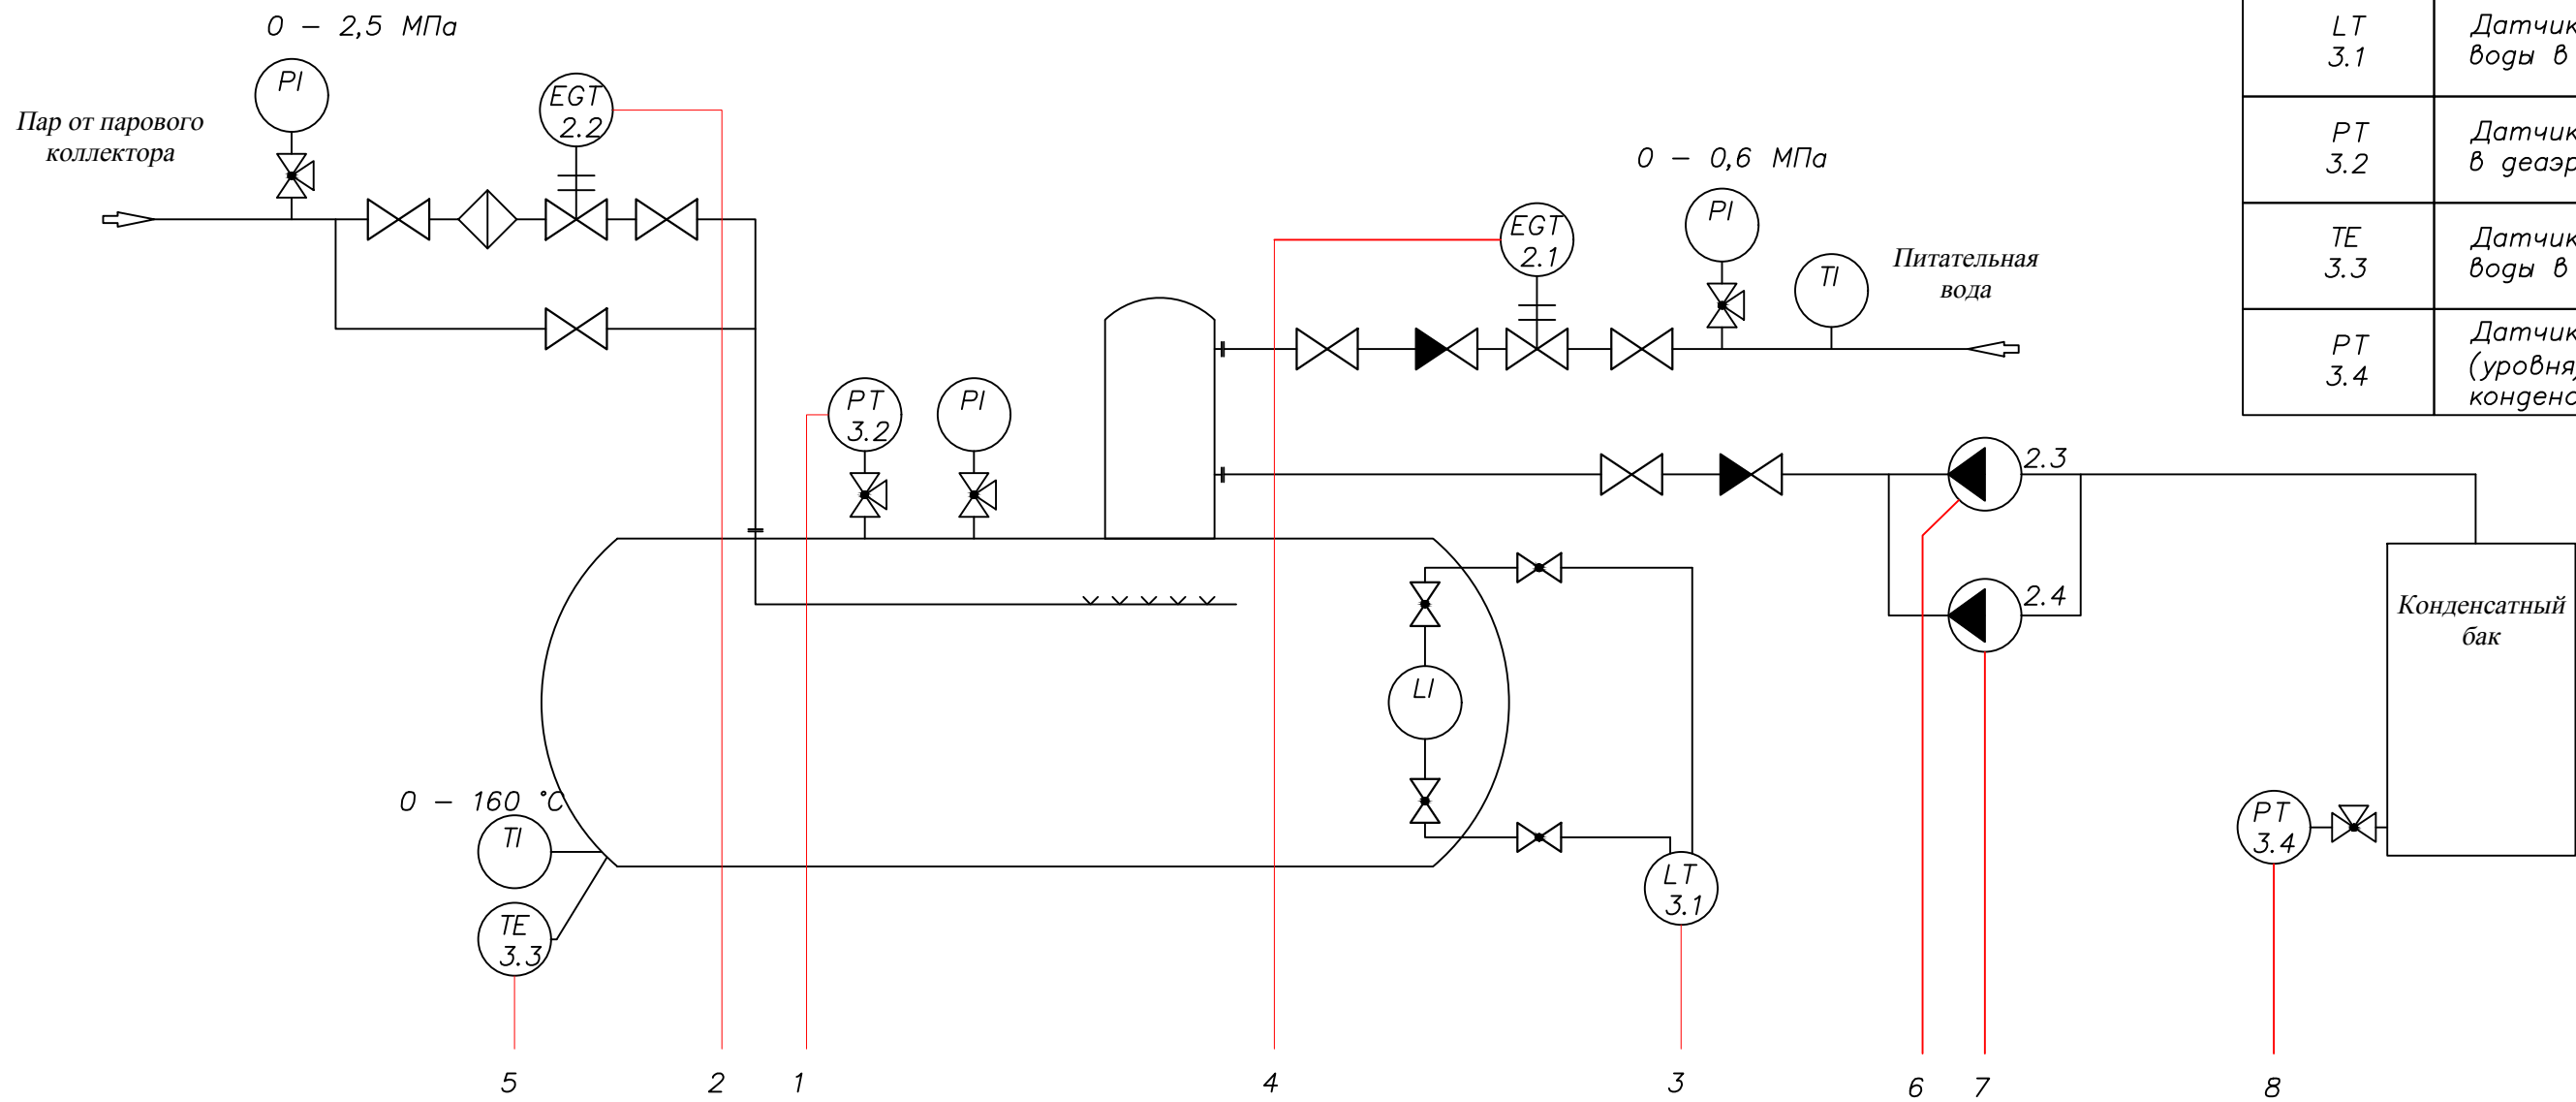 0 – 2,5 МПа
PI
EGT
2.2
Пар от парового
коллектора
0 – 0,6 МПа
EGT
2.1
PI
TI
Питательная
вода
PT
3.2
PI
2.3
2.4
Конденсатный
бак
LI
0 – 160 °С
TI
TE
3.3
LT
3.1
PT
3.4
5
2
1
4
3
6
7
8
LT
3.1
Датчик
воды в
PT
3.2
Датчик
в
TE
3.3
Датчик
воды в
PT
3.4
Датчик
(уровня